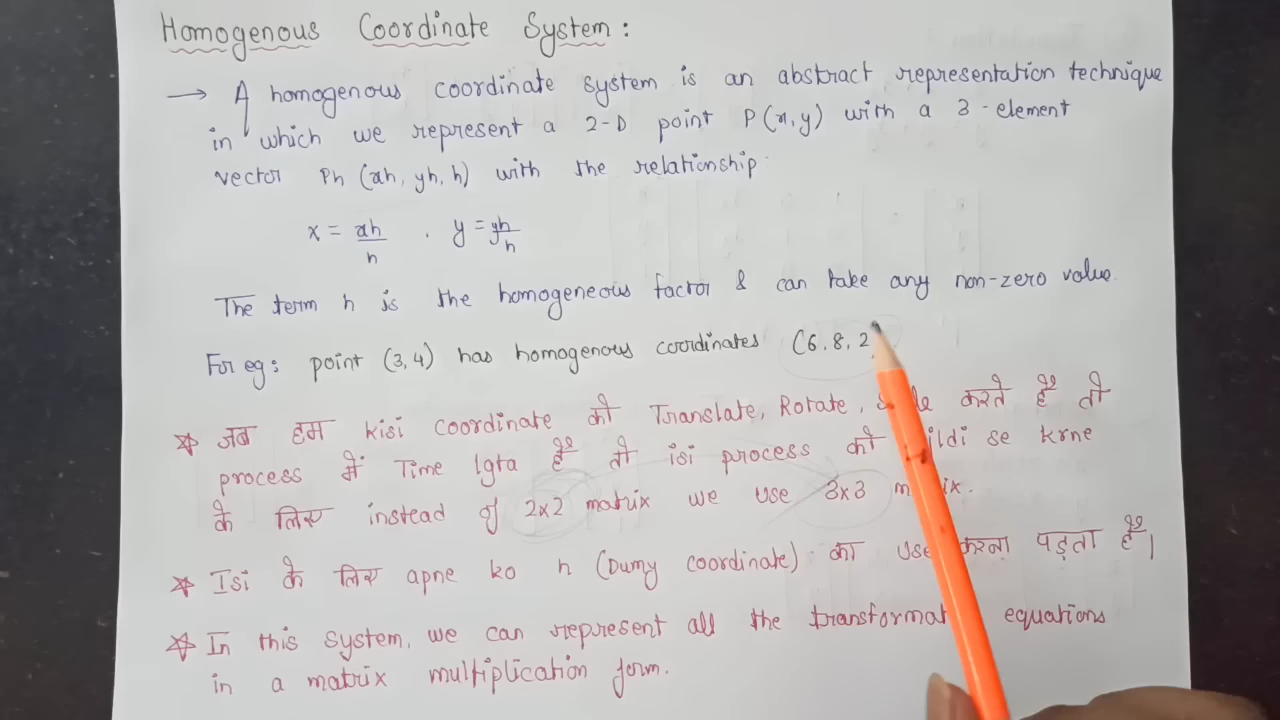 Homogenous Coordinate System:
→ A homogenous coordinate system is an abstract representation technique
in which we represent a 2-D point P(x,y) with a 3-element
vector Ph (xh, yh, h) with the relationship.
x = xh/h . y = yh/h
The term h is the homogeneous factor & can take any non-zero value.
For eg: point (3,4) has homogenous coordinates (6.8.2
☆ जब हम kisi coordinate को Translate, Rotate, करते हैं तो
process में Time lgta है तो isi process को jildi se krne
के लिए instead of 2x2 matrix we use 3x3
☆ Isi के लिए apne ko h (Dumy coordinate) का use करना पड़ता है।
☆ In this system, we can represent all the transformat equations
in a matrix multiplication form.